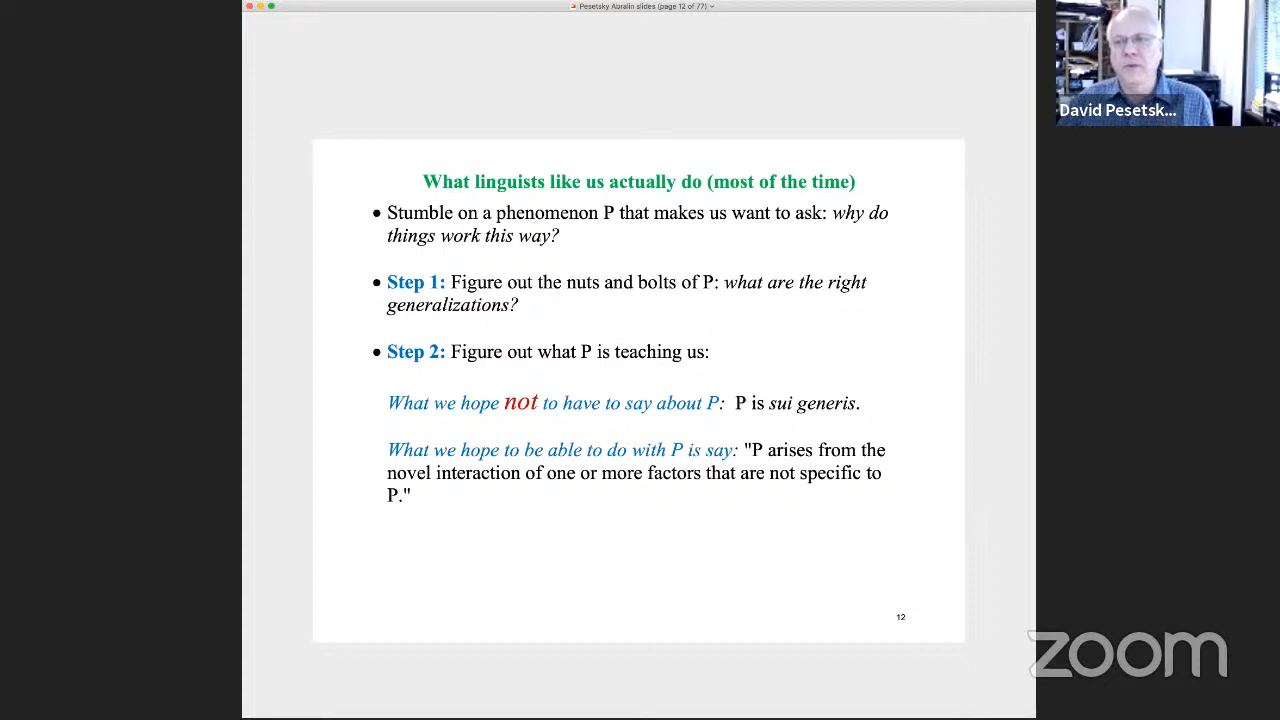 Pesetsky Abralin slides (page 12 of 77)
David Pesetsk...
What linguists like us actually do (most of the time)
• Stumble on a phenomenon P that makes us want to ask: why do
things work this way?
• Step 1: Figure out the nuts and bolts of P: what are the right
generalizations?
• Step 2: Figure out what P is teaching us:
What we hope not to have to say about P: P is sui generis.
What we hope to be able to do with P is say: "P arises from the
novel interaction of one or more factors that are not specific to
P."
12
zoom